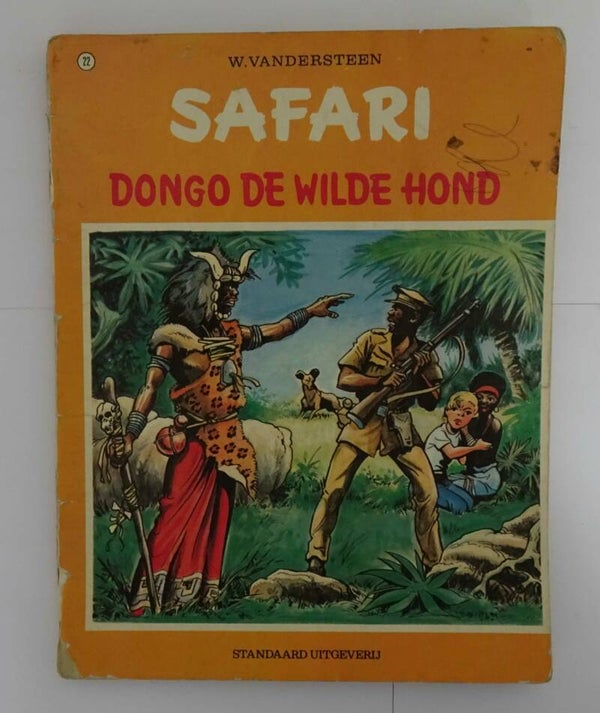 22
W. VANDERSTEEN
SAFARI
DONGO DE WILDE HOND
STANDAARD UITGEVERIJ